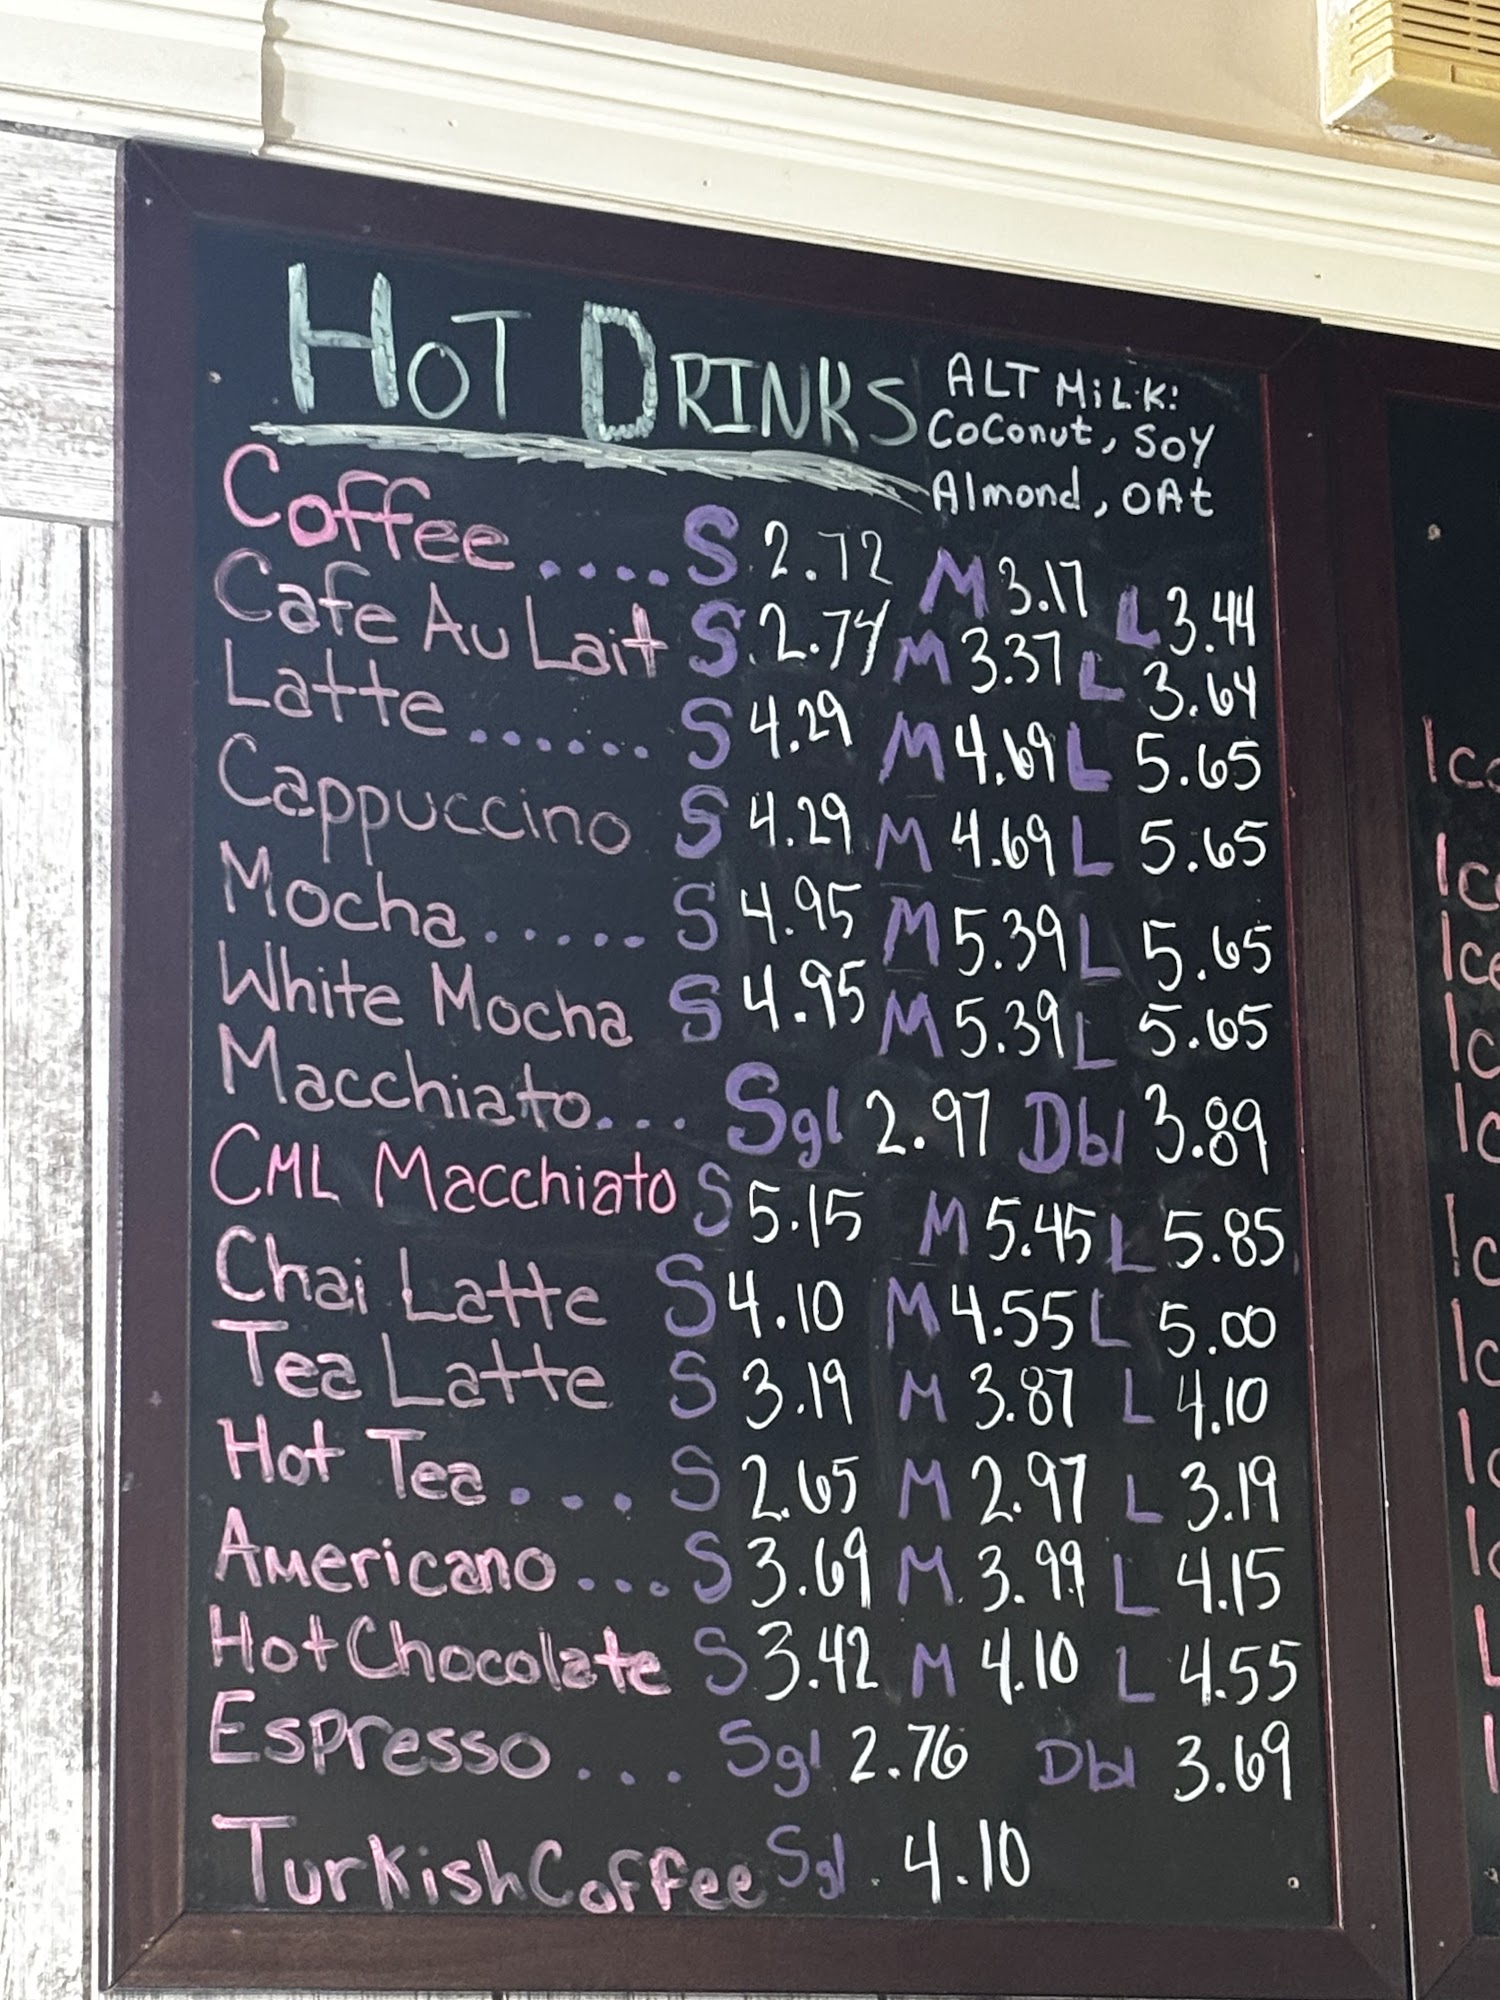 HOT DRINKS
ALT MiLK:
CoConut, SOY
Almond, OAt
Coffee.... S 2.72 M 3.17 L 3.44
Cafe Au Lait S 2.74 M 3.37 L 3.64
Latte....... S 4.29 M 4.69 L 5.65
Cappuccino S 4.29 M 4.69 L 5.65
Mocha...... S 4.95 M 5.39 L 5.65
White Mocha S 4.95 M 5.39 L 5.65
Macchiato... Sgl 2.97 Dbl 3.89
CML Macchiato S 5.15 M 5.45 L 5.85
Chai Latte S 4.10 M 4.55 L 5.00
Tea Latte S 3.19 M 3.87 L 4.10
Hot Tea.... S 2.65 M 2.97 L 3.19
Americano... S 3.69 M 3.99 L 4.15
Hot Chocolate S 3.42 M 4.10 L 4.55
Espresso... Sgl 2.76 Dbl 3.69
Turkish Coffee Sgl. 4.10